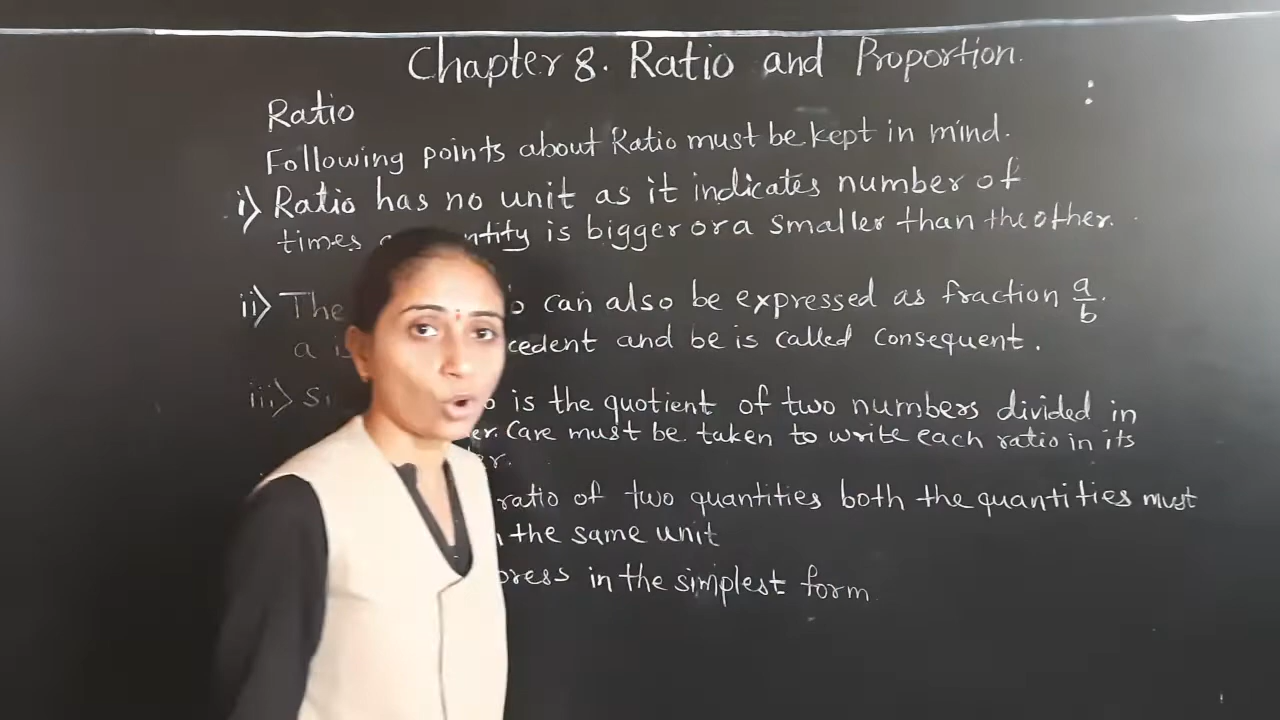 Chapter 8. Ratio and Proportion.
:
Ratio
Following points about Ratio must be kept in mind.
i) Ratio has no unit as it indicates number of
times is bigger or a smaller than the other.
ii) The can also be expressed as fraction a/b.
a and be is called consequent.
iii) is the quotient of two numbers divided in
Care must be taken to write each ratio in its
ratio of two quantities both the quantities must
the same unit
in the simplest form